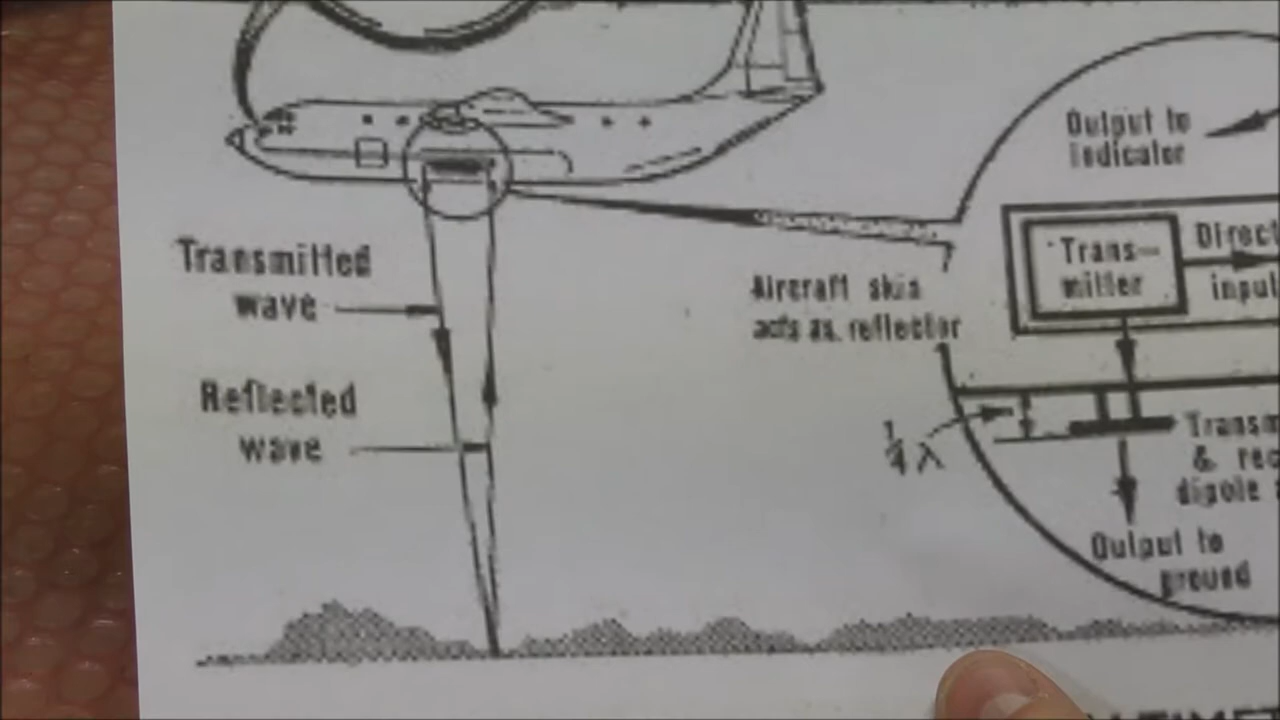 Transmitted
wave
Reflected
wave
Aircraft skin
acts as reflector
Output to
indicator
Trans-
mitter
Direct
input
1/4 λ
Transm
& rec
dipole
Output to
ground